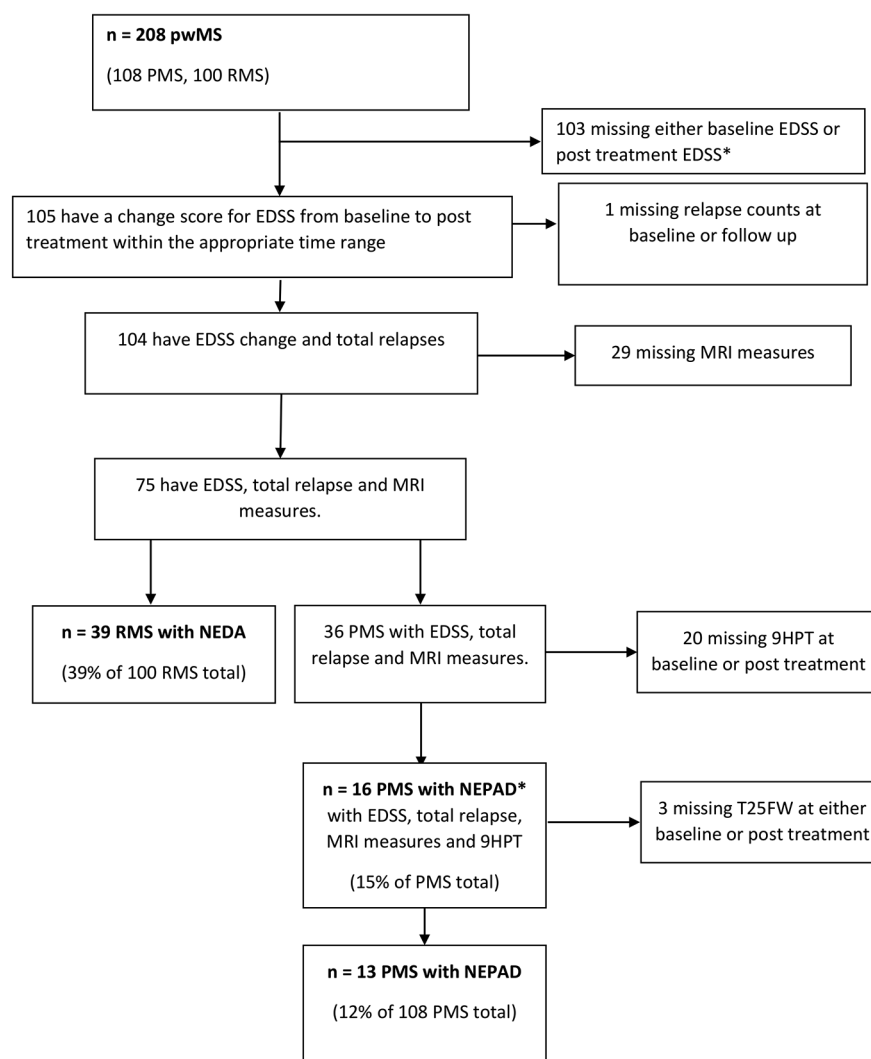 n = 208 pwMS
(108 PMS, 100 RMS)
103 missing either baseline EDSS or
post treatment EDSS*
105 have a change score for EDSS from baseline to post
treatment within the appropriate time range
1 missing relapse counts at
baseline or follow up
104 have EDSS change and total relapses
29 missing MRI measures
75 have EDSS, total relapse and MRI
measures.
n = 39 RMS with NEDA
(39% of 100 RMS total)
36 PMS with EDSS, total
relapse and MRI measures.
20 missing 9HPT at
baseline or post treatment
n = 16 PMS with NEPAD*
with EDSS, total relapse,
MRI measures and 9HPT
(15% of PMS total)
3 missing T25FW at either
baseline or post treatment
n = 13 PMS with NEPAD
(12% of 108 PMS total)